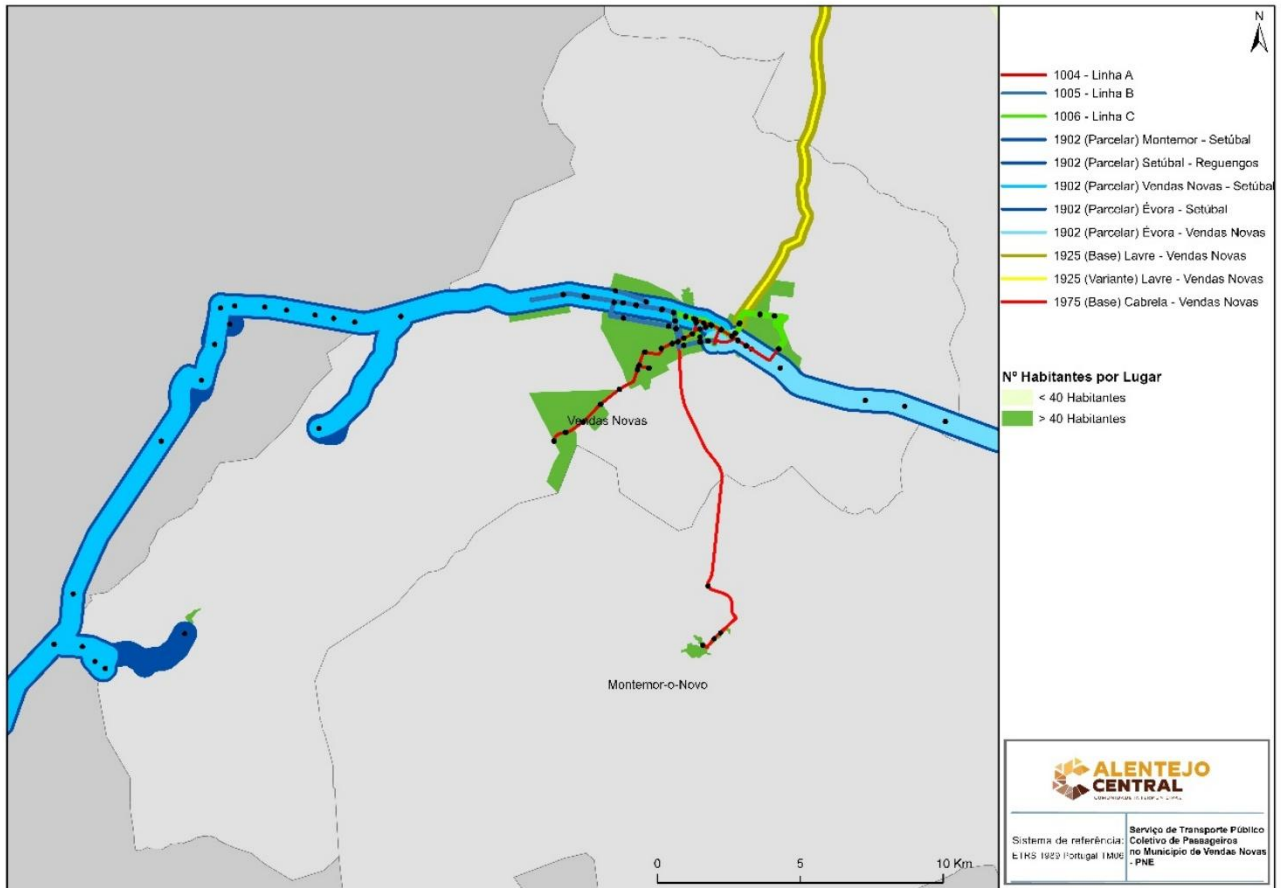 N
1004 - Linha A
1005 - Linha B
1006 - Linha C
1902 (Parcelar) Montemor - Setúbal
1902 (Parcelar) Setúbal - Reguengos
1902 (Parcelar) Vendas Novas - Setúbal
1902 (Parcelar) Évora - Setúbal
1902 (Parcelar) Évora - Vendas Novas
1925 (Base) Lavre - Vendas Novas
1925 (Variante) Lavre - Vendas Novas
1975 (Base) Cabrela - Vendas Novas
Nº Habitantes por Lugar
< 40 Habitantes
> 40 Habitantes
Vendas Novas
Montemor-o-Novo
0 5 10 Km
ALENTEJO
CENTRAL
COMUNIDADE INTERMUNICIPAL
Sistema de referência:
ETRS 1989 Portugal TM06
Serviço de Transporte Público
Coletivo de Passageiros
no Município de Vendas Novas
- PNE